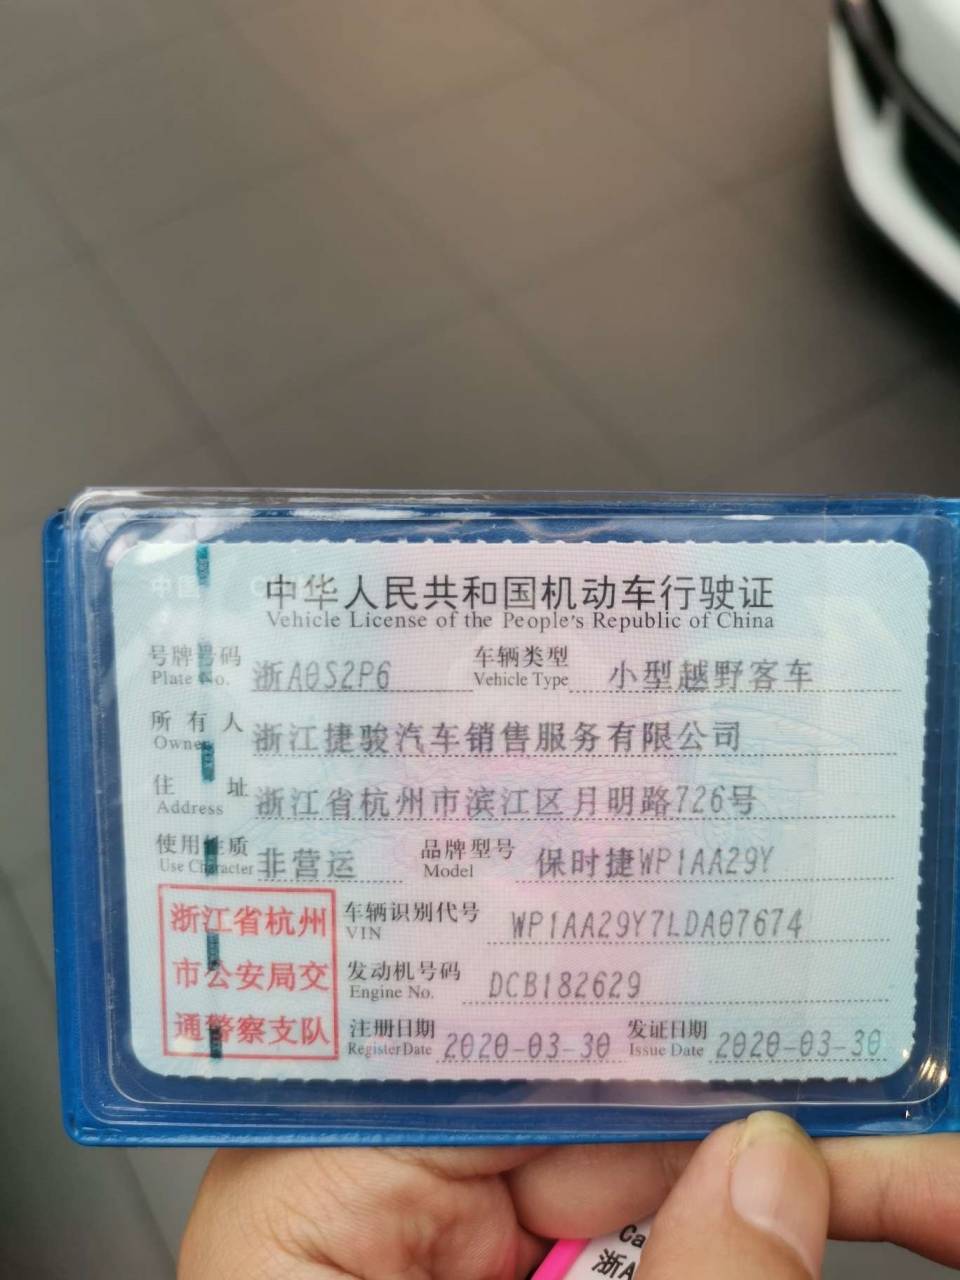 中华人民共和国机动车行驶证
Vehicle License of the People's Republic of China
号牌号码 浙A0S2P6 车辆类型 小型越野客车
Plate No. Vehicle Type
所有人 浙江捷骏汽车销售服务有限公司
Owner
住址 浙江省杭州市滨江区月明路726号
Address
使用性质 非营运 品牌型号 保时捷WP1AA29Y
Use Character Model
浙江省杭州
市公安局交
通警察支队
车辆识别代号 WP1AA29Y7LDA07674
VIN
发动机号码 DCB182629
Engine No.
注册日期 2020-03-30 发证日期 2020-03-30
Register Date Issue Date
Ca
浙A